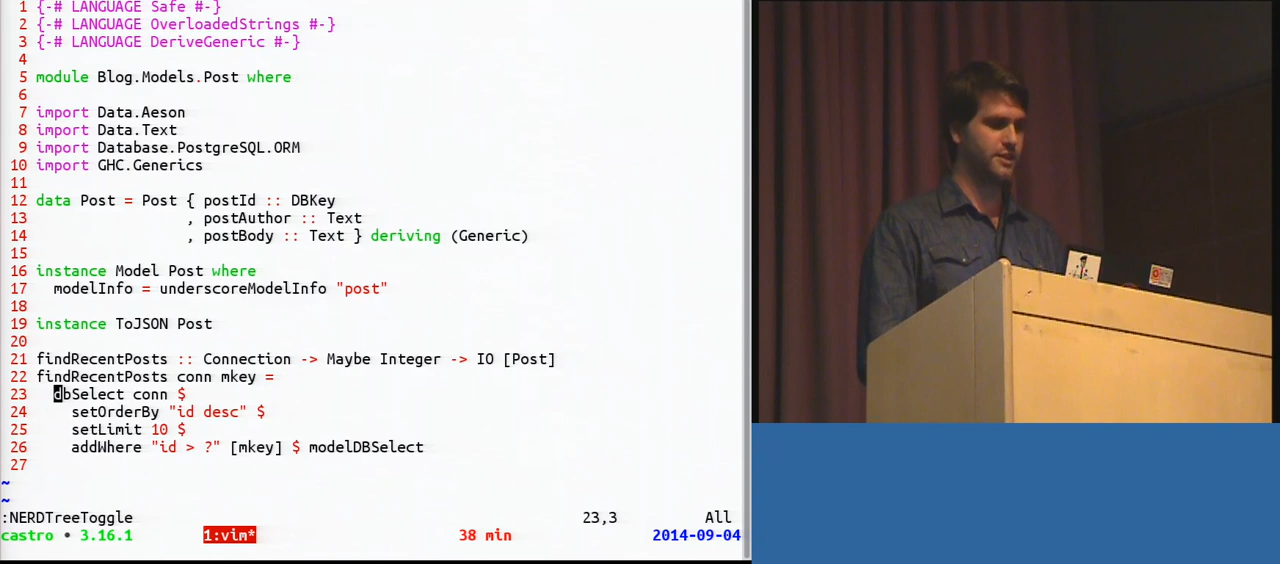 1 {-# LANGUAGE Safe #-}
2 {-# LANGUAGE OverloadedStrings #-}
3 {-# LANGUAGE DeriveGeneric #-}
4
5 module Blog.Models.Post where
6
7 import Data.Aeson
8 import Data.Text
9 import Database.PostgreSQL.ORM
10 import GHC.Generics
11
12 data Post = Post { postId :: DBKey
13 , postAuthor :: Text
14 , postBody :: Text } deriving (Generic)
15
16 instance Model Post where
17 modelInfo = underscoreModelInfo "post"
18
19 instance ToJSON Post
20
21 findRecentPosts :: Connection -> Maybe Integer -> IO [Post]
22 findRecentPosts conn mkey =
23 dbSelect conn $
24 setOrderBy "id desc" $
25 setLimit 10 $
26 addWhere "id > ?" [mkey] $ modelDBSelect
27
~
~
:NERDTreeToggle 23,3 All
castro • 3.16.1 1:vim* 38 min 2014-09-04